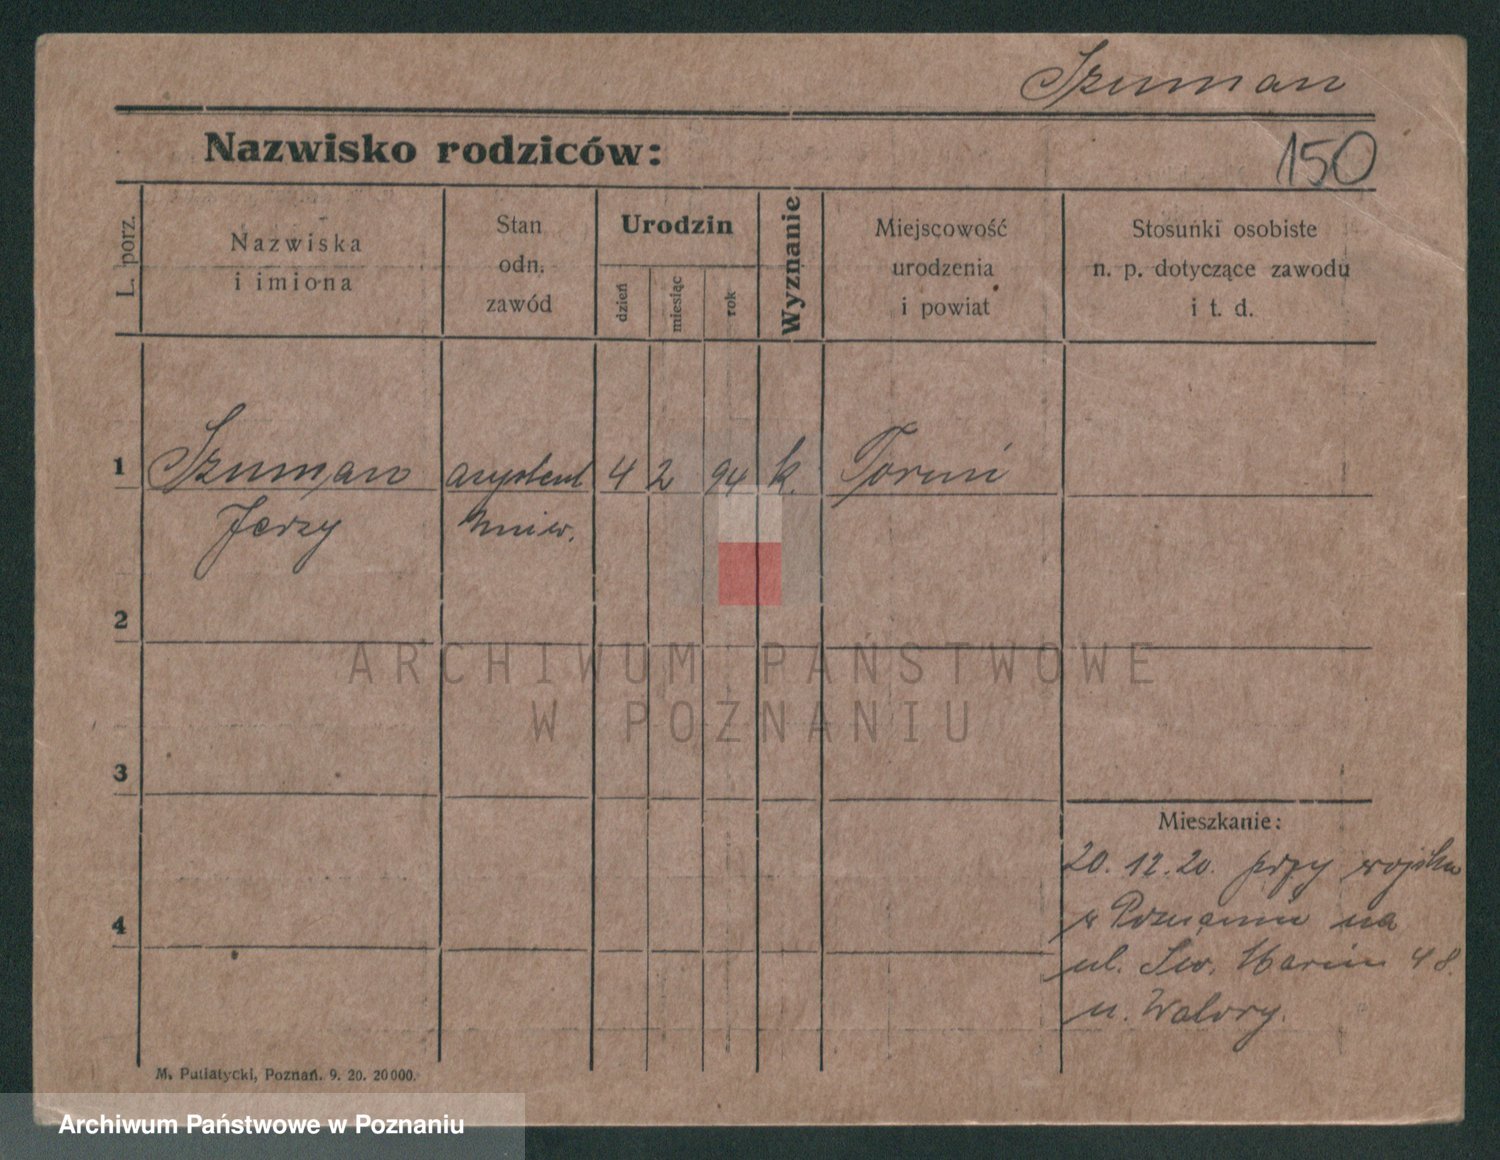 Szuman
Nazwisko rodziców:
150
L. porz.
Nazwiska
i imiona
Stan
odn.
zawód
Urodzin
dzień
miesiąc
rok
Wyznanie
Miejscowość
urodzenia
i powiat
Stosunki osobiste
n. p. dotyczące zawodu
i t. d.
1 Szuman asystent 4 2 94 k. Toruń
Jerzy uniw.
2
ARCHIWUM PAŃSTWOWE
W POZNANIU
3
Mieszkanie:
20.12.20. przy wojsku
4
w Poznaniu na
ul. Św. Marcin 48.
u.
M. Putiatycki, Poznań. 9. 20. 20000.
Archiwum Państwowe w Poznaniu